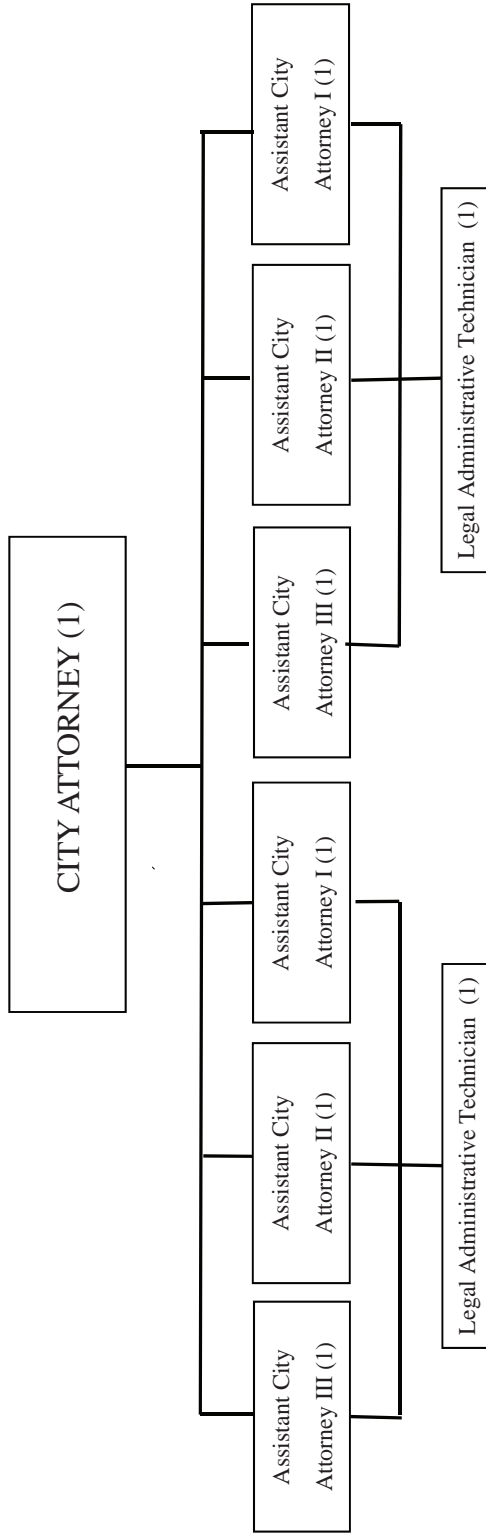 CITY ATTORNEY (1)
Assistant City
Attorney III (1)
Assistant City
Attorney II (1)
Assistant City
Attorney I (1)
Assistant City
Attorney III (1)
Assistant City
Attorney II (1)
Assistant City
Attorney I (1)
Legal Administrative Technician (1)
Legal Administrative Technician (1)